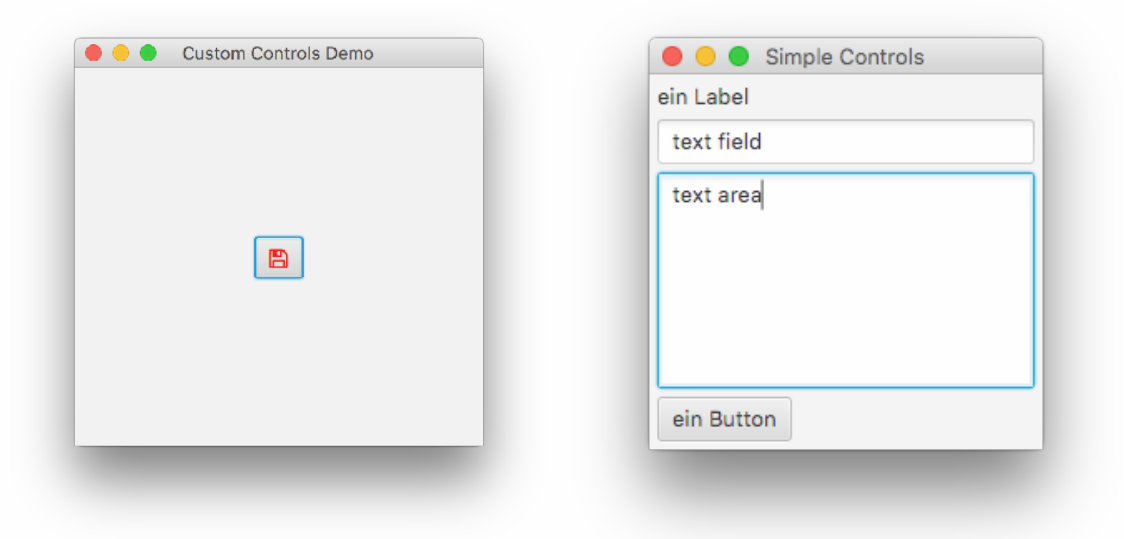 Custom Controls Demo
Simple Controls
ein Label
text field
text area
ein Button